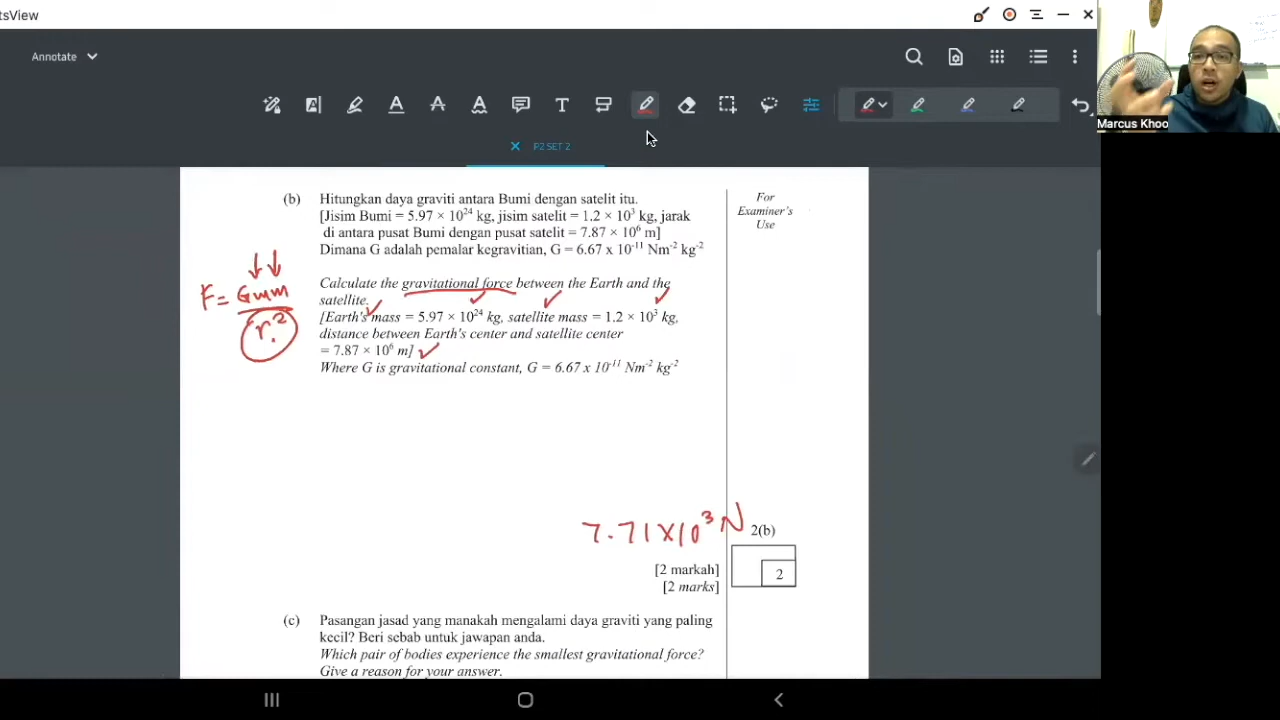 tsView
Annotate
P2 SET 2
Marcus Khoo
(b) Hitungkan daya graviti antara Bumi dengan satelit itu.
[Jisim Bumi = 5.97 × 10²⁴ kg, jisim satelit = 1.2 × 10³ kg, jarak
di antara pusat Bumi dengan pusat satelit = 7.87 × 10⁶ m]
Dimana G adalah pemalar kegravitian, G = 6.67 x 10⁻¹¹ Nm⁻² kg⁻²
For
Examiner's
Use
Calculate the gravitational force between the Earth and the
satellite.
[Earth's mass = 5.97 × 10²⁴ kg, satellite mass = 1.2 × 10³ kg,
distance between Earth's center and satellite center
= 7.87 × 10⁶ m]
Where G is gravitational constant, G = 6.67 x 10⁻¹¹ Nm⁻² kg⁻²
F = Gmm
r²
7.71 x 10³ N
2(b)
[2 markah]
2
[2 marks]
(c) Pasangan jasad yang manakah mengalami daya graviti yang paling
kecil? Beri sebab untuk jawapan anda.
Which pair of bodies experience the smallest gravitational force?
Give a reason for your answer.